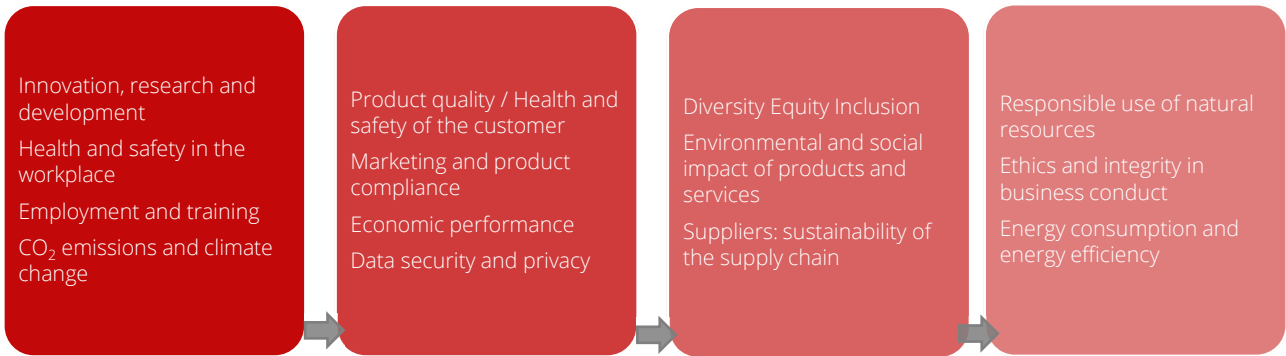 Innovation, research and
development
Health and safety in the
workplace
Employment and training
CO₂ emissions and climate
change
Product quality / Health and
safety of the customer
Marketing and product
compliance
Economic performance
Data security and privacy
Diversity Equity Inclusion
Environmental and social
impact of products and
services
Suppliers: sustainability of
the supply chain
Responsible use of natural
resources
Ethics and integrity in
business conduct
Energy consumption and
energy efficiency